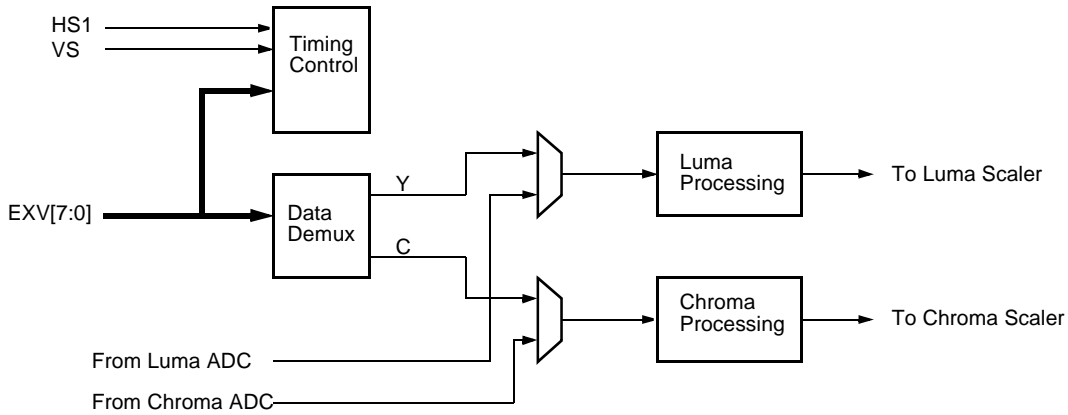 HS1
VS
Timing
Control
Y
Luma
Processing
To Luma Scaler
EXV[7:0]
Data
Demux
C
Chroma
Processing
To Chroma Scaler
From Luma ADC
From Chroma ADC